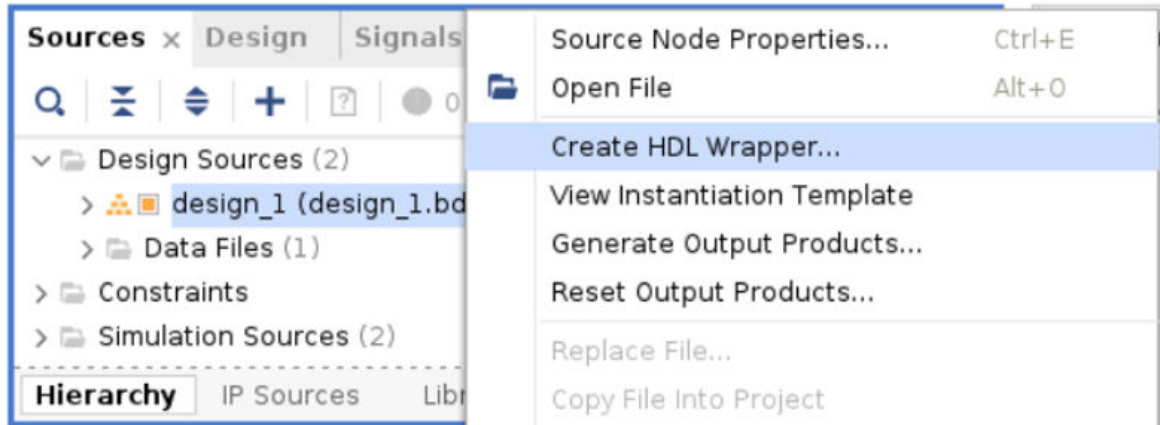 Sources × Design Signals
0
Design Sources (2)
design_1 (design_1.bd
Data Files (1)
Constraints
Simulation Sources (2)
Hierarchy IP Sources Libr
Source Node Properties... Ctrl+E
Open File Alt+O
Create HDL Wrapper...
View Instantiation Template
Generate Output Products...
Reset Output Products...
Replace File...
Copy File Into Project